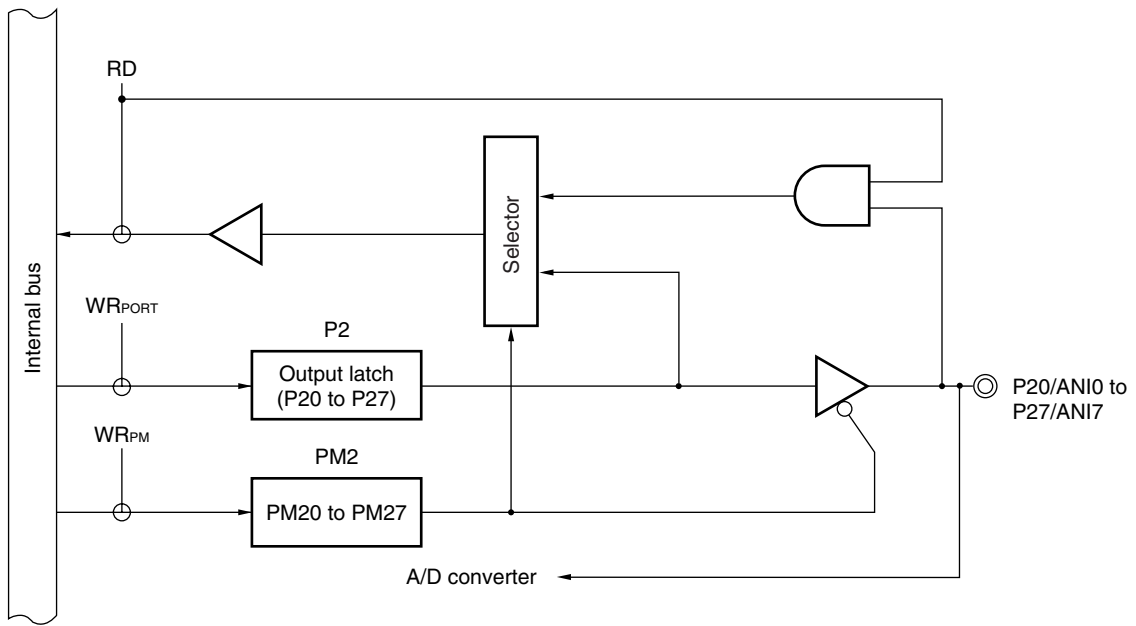 RD
Internal bus
Selector
WRPORT
P2
Output latch
(P20 to P27)
P20/ANI0 to
P27/ANI7
WRPM
PM2
PM20 to PM27
A/D converter